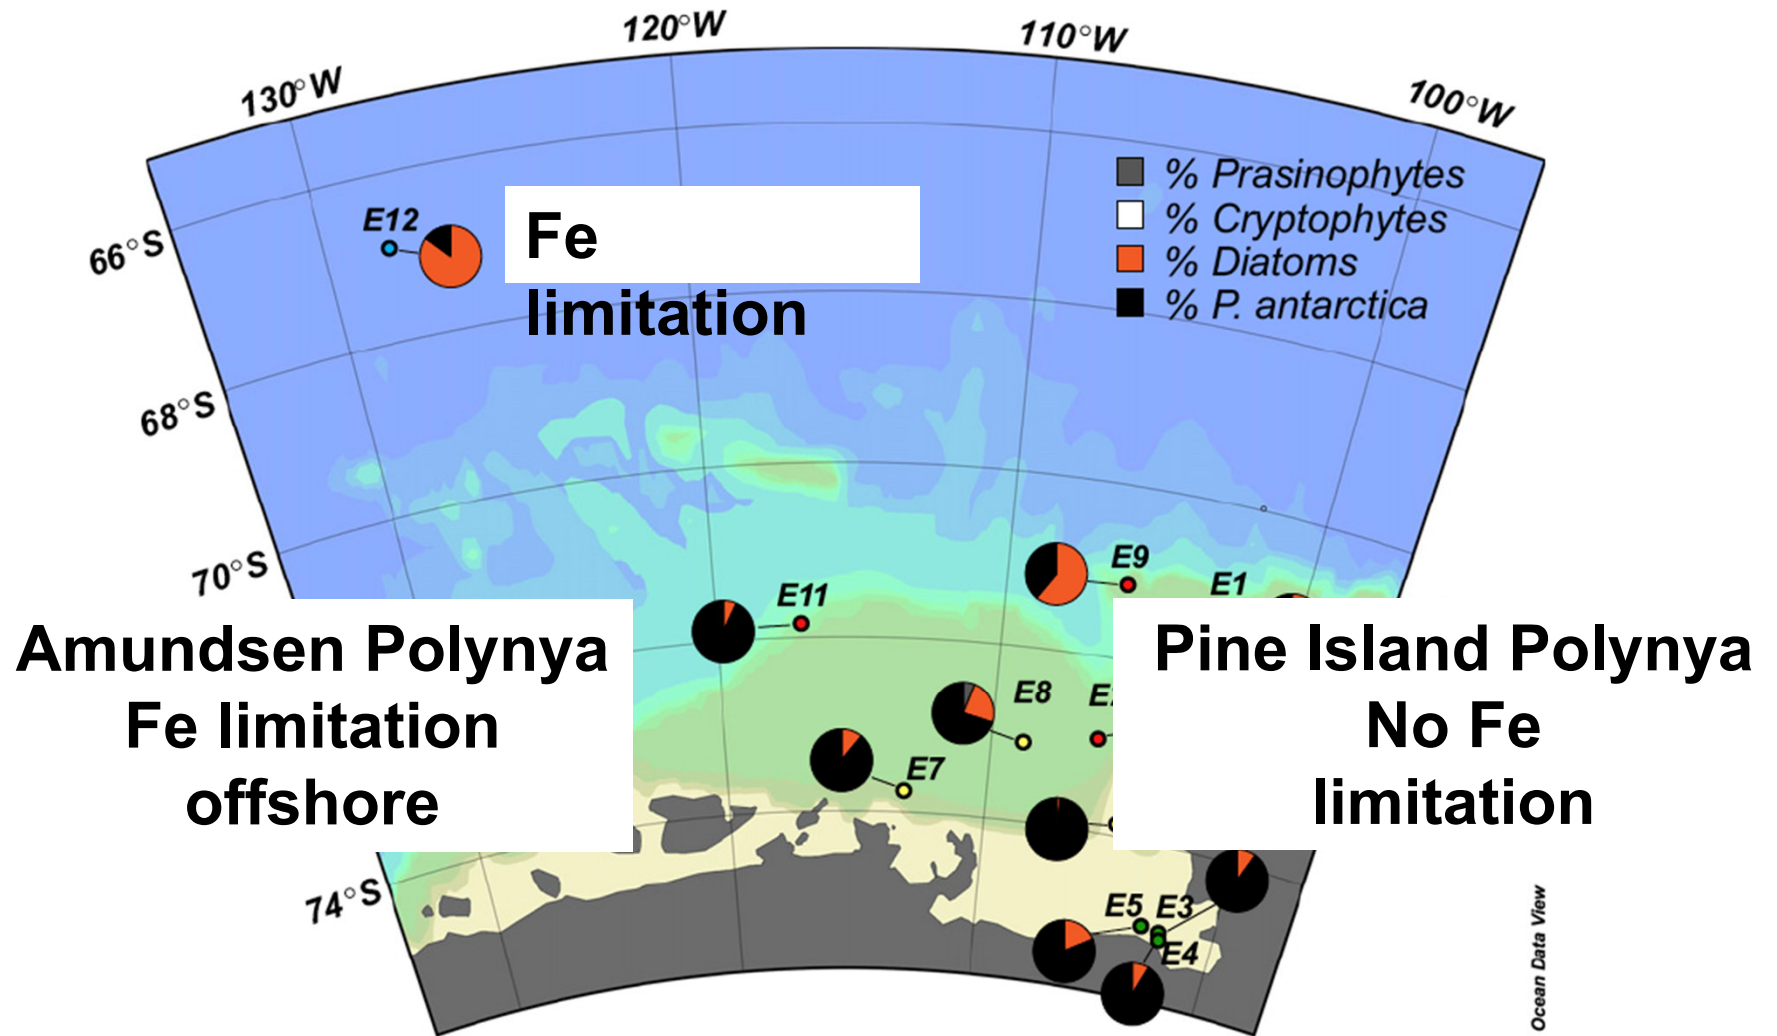 120°W
110°W
130°W
100°W
% Prasinophytes
% Cryptophytes
% Diatoms
% P. antarctica
E12
66°S
Fe
limitation
68°S
70°S
E9
E1
E11
Amundsen Polynya
Fe limitation
offshore
Pine Island Polynya
No Fe
limitation
E8
E7
74°S
E5
E3
E4
Ocean Data View